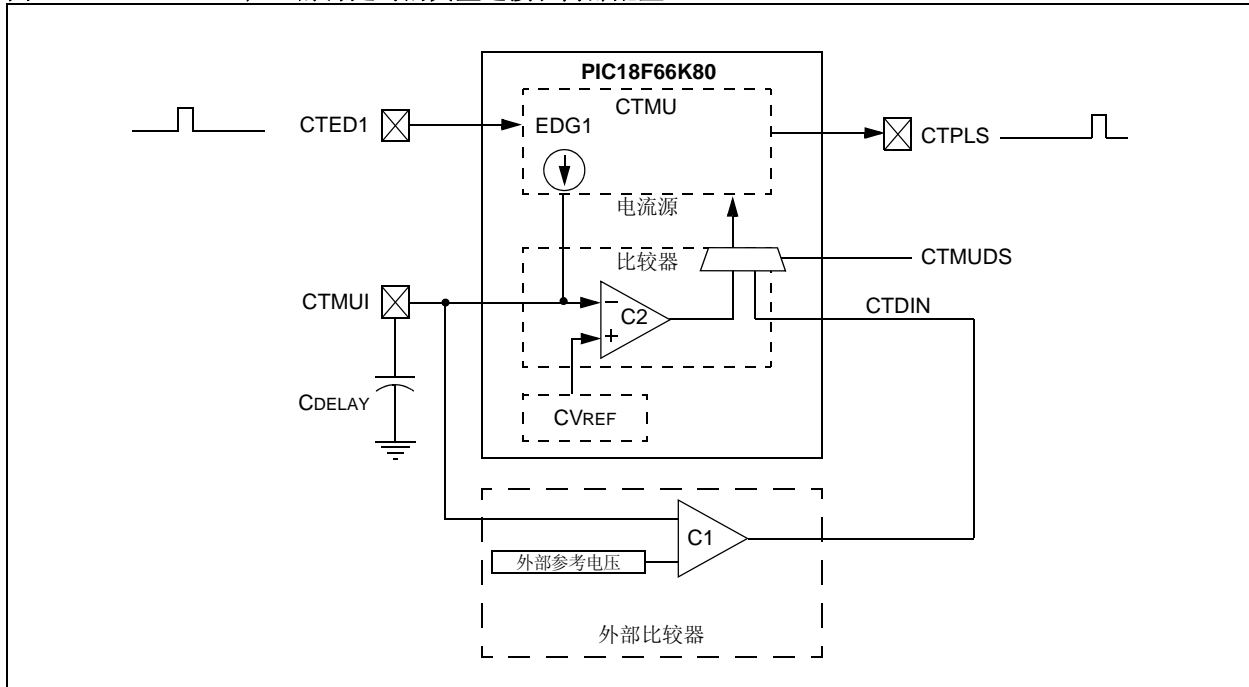 PIC18F66K80
CTMU
CTED1
EDG1
CTPLS
电流源
比较器
CTMUDS
CTMUI
C2
CTDIN
CDELAY
CVREF
C1
外部参考电压
外部比较器